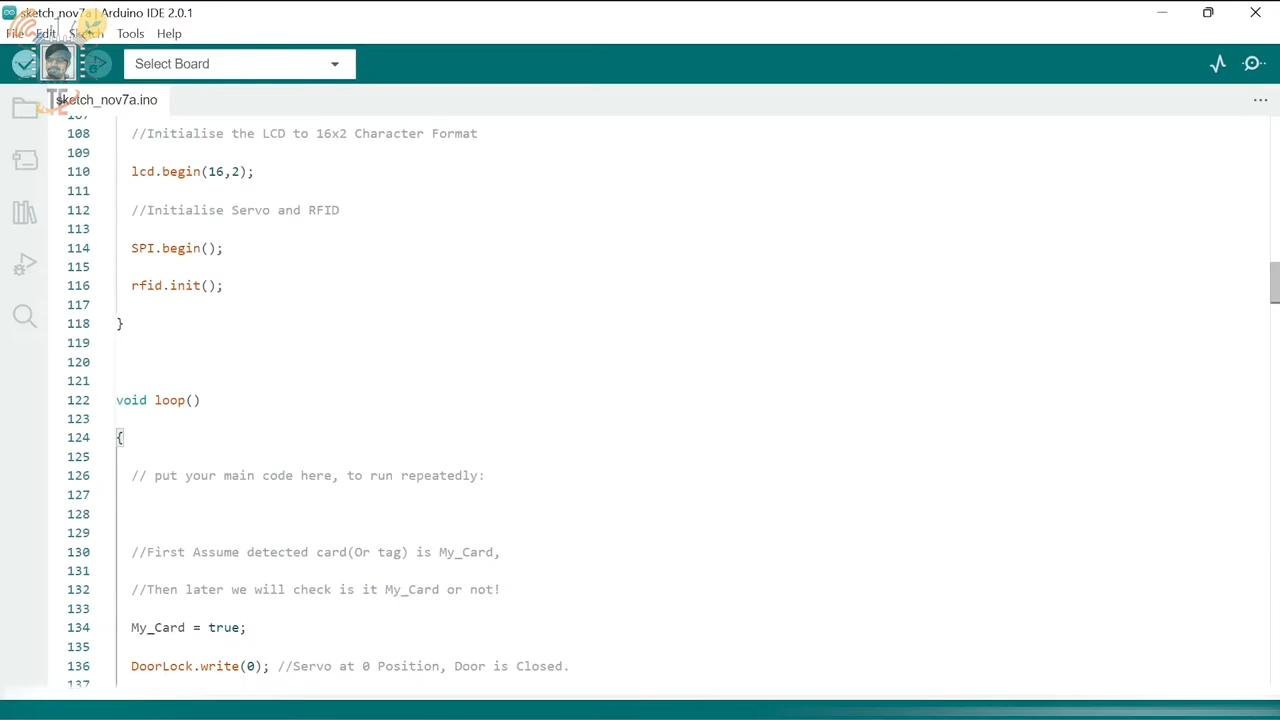 sketch_nov7a | Arduino IDE 2.0.1
File Edit Sketch Tools Help
Select Board
sketch_nov7a.ino
TE
107
108 //Initialise the LCD to 16x2 Character Format
109
110 lcd.begin(16,2);
111
112 //Initialise Servo and RFID
113
114 SPI.begin();
115
116 rfid.init();
117
118 }
119
120
121
122 void loop()
123
124 {
125
126 // put your main code here, to run repeatedly:
127
128
129
130 //First Assume detected card(Or tag) is My_Card,
131
132 //Then later we will check is it My_Card or not!
133
134 My_Card = true;
135
136 DoorLock.write(0); //Servo at 0 Position, Door is Closed.
137